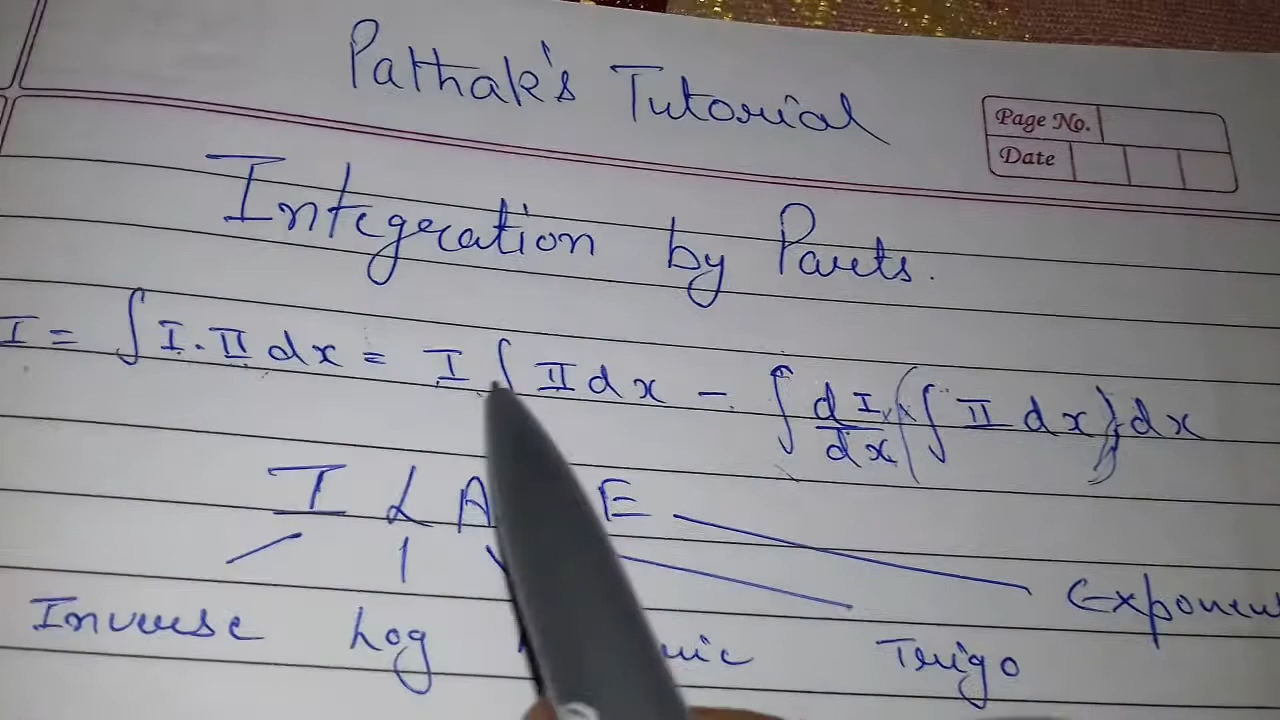 Pathak's Tutorial
Page No.
Date
Integration by Parts.
I = ∫ I . II dx = I ∫ II dx - ∫ dI/dx (∫ II dx) dx
I L A E
Inverse Log Trigo